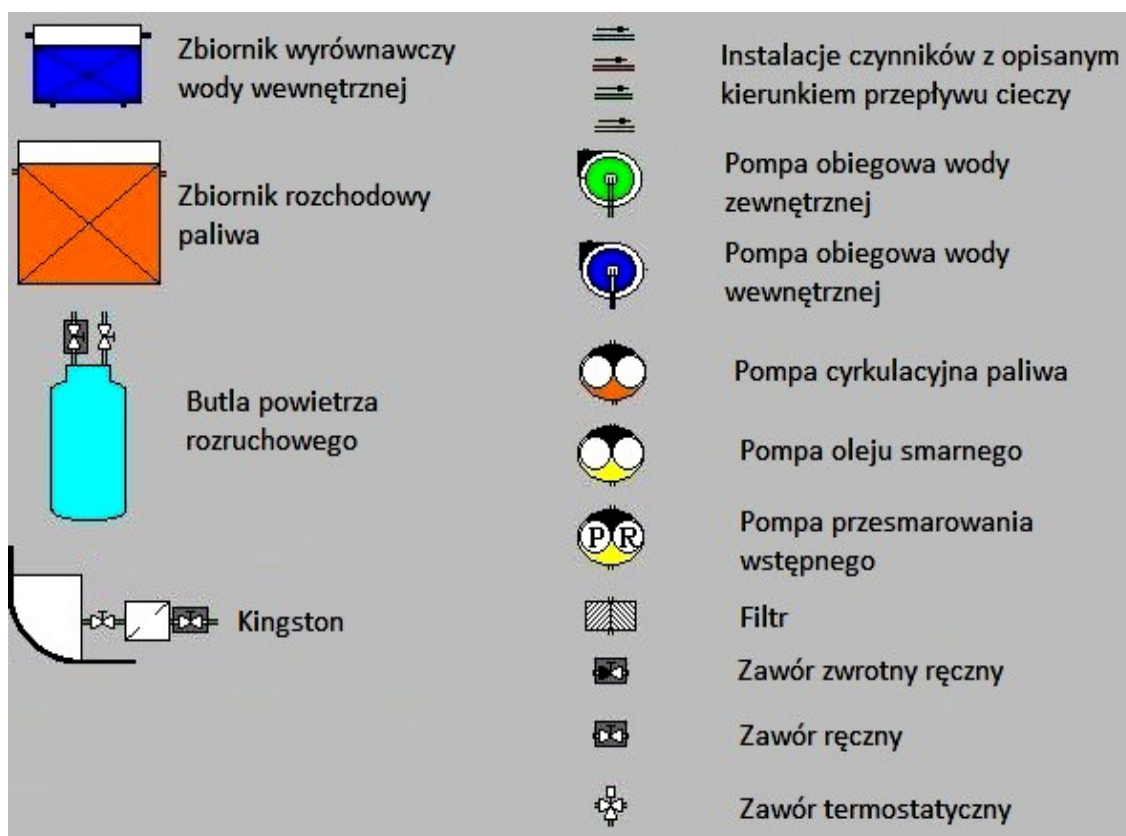 Zbiornik wyrównawczy
wody wewnętrznej
Zbiornik rozchodowy
paliwa
Butla powietrza
rozruchowego
Kingston
Instalacje czynników z opisanym
kierunkiem przepływu cieczy
Pompa obiegowa wody
zewnętrznej
Pompa obiegowa wody
wewnętrznej
Pompa cyrkulacyjna paliwa
Pompa oleju smarnego
P R
Pompa przesmarowania
wstępnego
Filtr
Zawór zwrotny ręczny
Zawór ręczny
Zawór termostatyczny